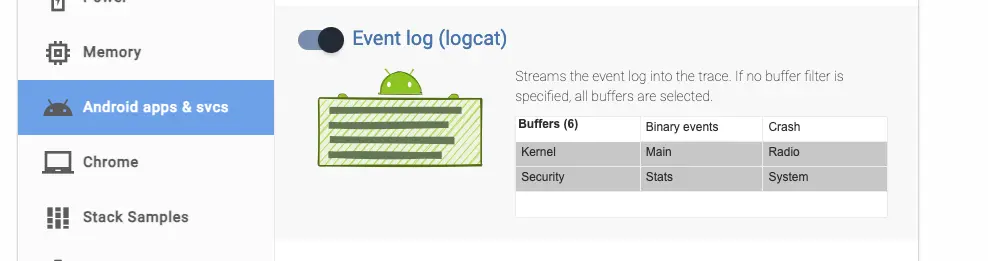 Power
Memory
Android apps & svcs
Chrome
Stack Samples
Event log (logcat)
Streams the event log into the trace. If no buffer filter is
specified, all buffers are selected.
Buffers (6) Binary events Crash
Kernel Main Radio
Security Stats System